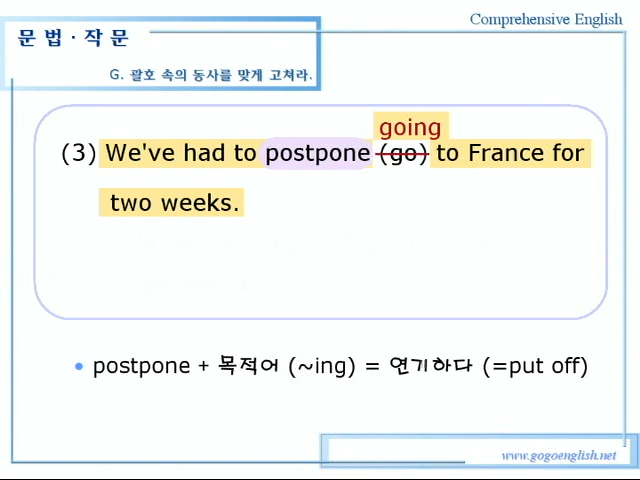 Comprehensive English
문 법 · 작 문
G. 괄호 속의 동사를 맞게 고쳐라.
going
(3) We've had to postpone (go) to France for
two weeks.
• postpone + 목적어 (~ing) = 연기하다 (=put off)
www.gogoenglish.net